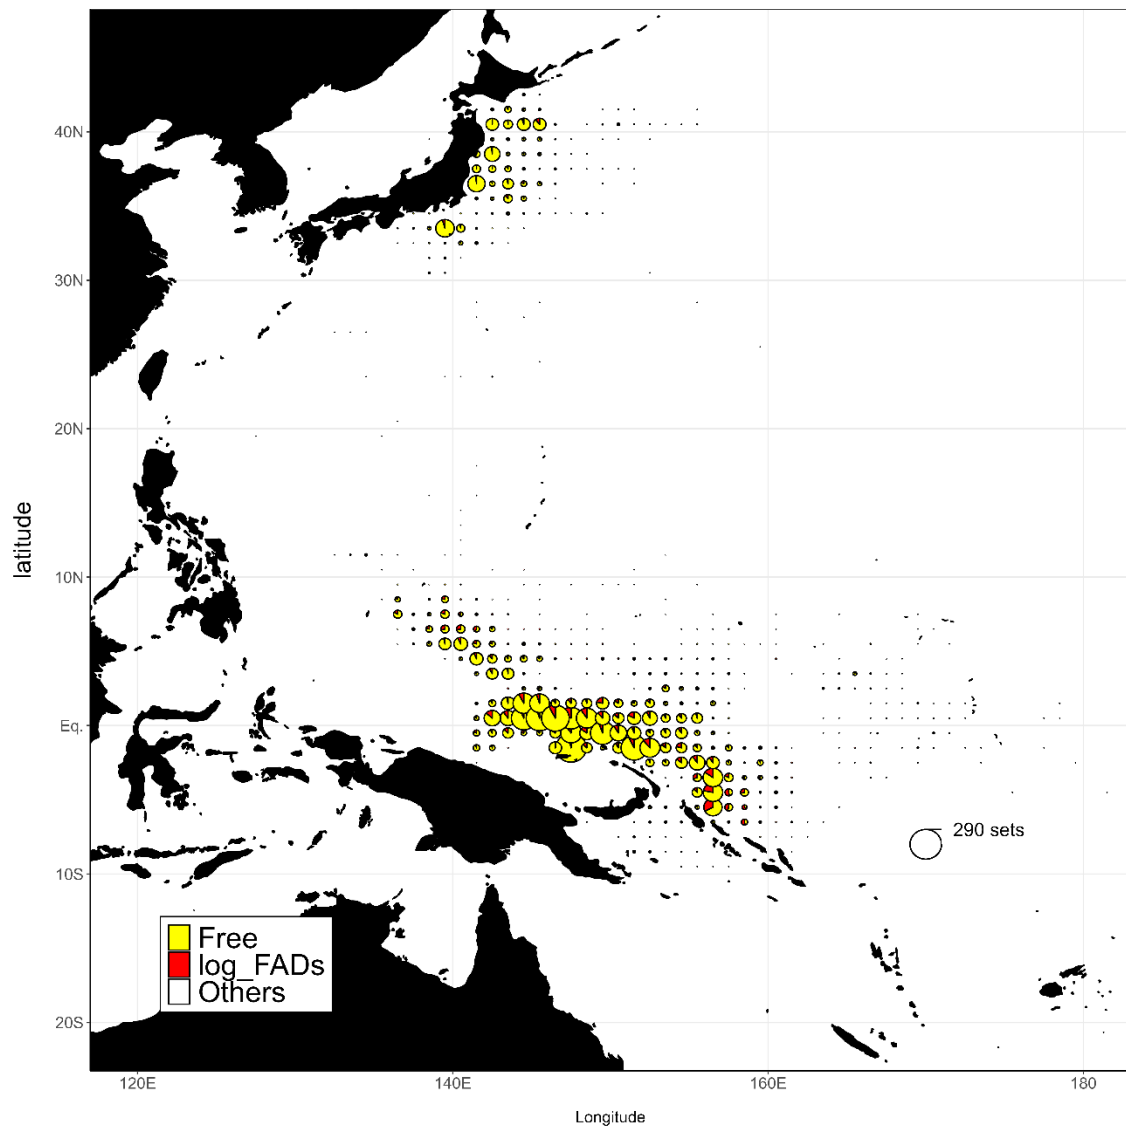 40N
30N
20N
10N
Eq.
10S
20S
latitude
290 sets
Free
log_FADs
Others
120E
140E
160E
180
Longitude